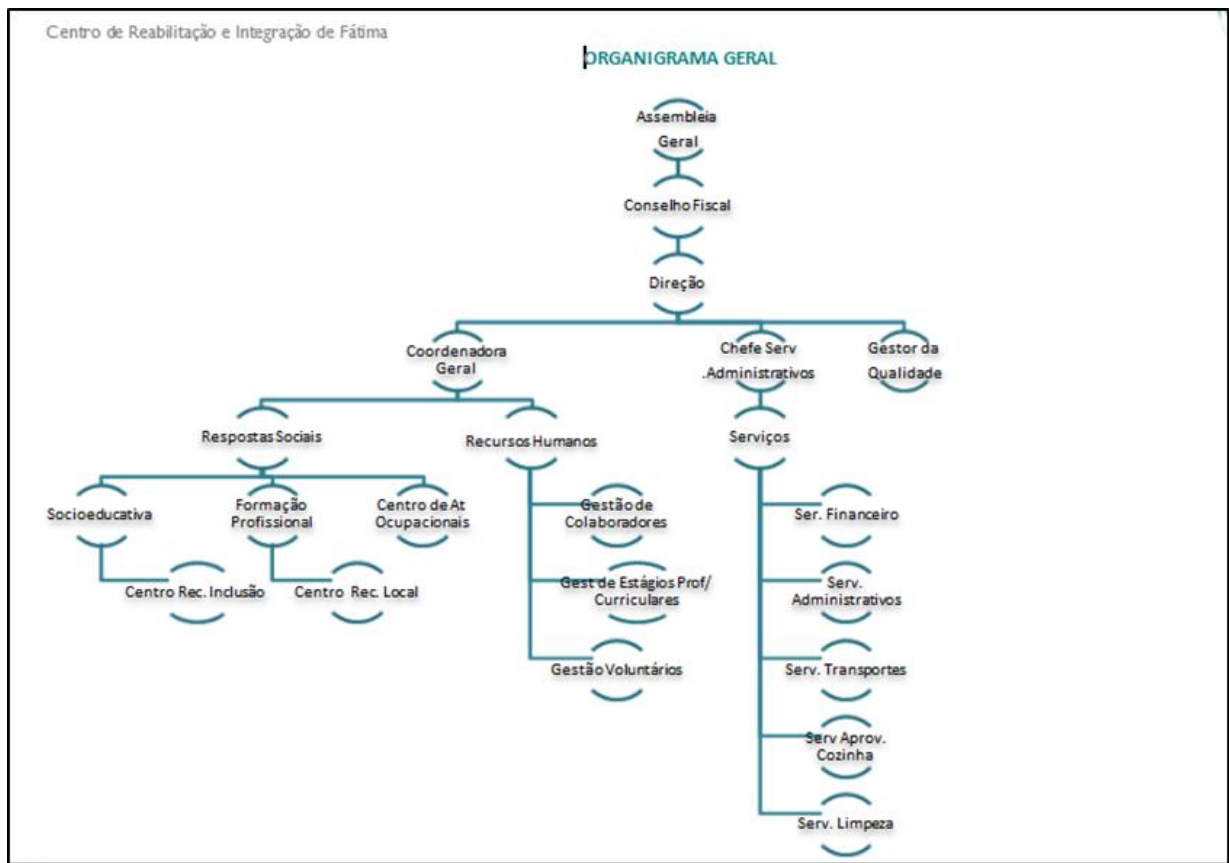 Centro de Reabilitação e Integração de Fátima
ORGANIGRAMA GERAL
Assembleia
Geral
Conselho Fiscal
Direção
Coordenadora
Geral
Chefe Serv
.Administrativos
Gestor da
Qualidade
Respostas Sociais
Recursos Humanos
Serviços
Socioeducativa
Formação
Profissional
Centro de At
Ocupacionais
Centro Rec. Inclusão
Centro Rec. Local
Gestão de
Colaboradores
Gest de Estágios Prof/
Curriculares
Gestão Voluntários
Ser. Financeiro
Serv.
Administrativos
Serv. Transportes
Serv Aprov.
Cozinha
Serv. Limpeza